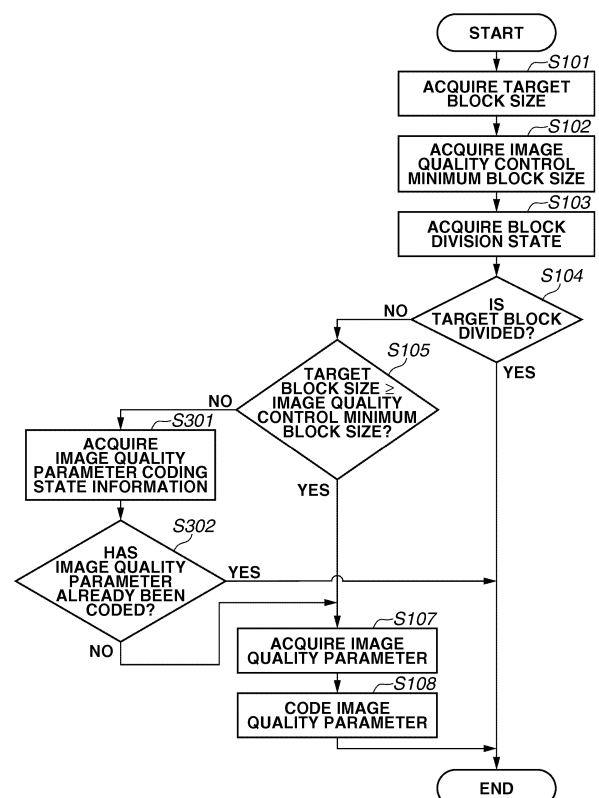 START
S101
ACQUIRE TARGET
BLOCK SIZE
S102
ACQUIRE IMAGE
QUALITY CONTROL
MINIMUM BLOCK SIZE
S103
ACQUIRE BLOCK
DIVISION STATE
S104
IS
TARGET BLOCK
DIVIDED?
NO
YES
S105
TARGET
BLOCK SIZE ≥
IMAGE QUALITY
CONTROL MINIMUM
BLOCK SIZE?
NO
YES
S301
ACQUIRE
IMAGE QUALITY
PARAMETER CODING
STATE INFORMATION
S302
HAS
IMAGE QUALITY
PARAMETER
ALREADY BEEN
CODED?
YES
NO
S107
ACQUIRE IMAGE
QUALITY PARAMETER
S108
CODE IMAGE
QUALITY PARAMETER
END